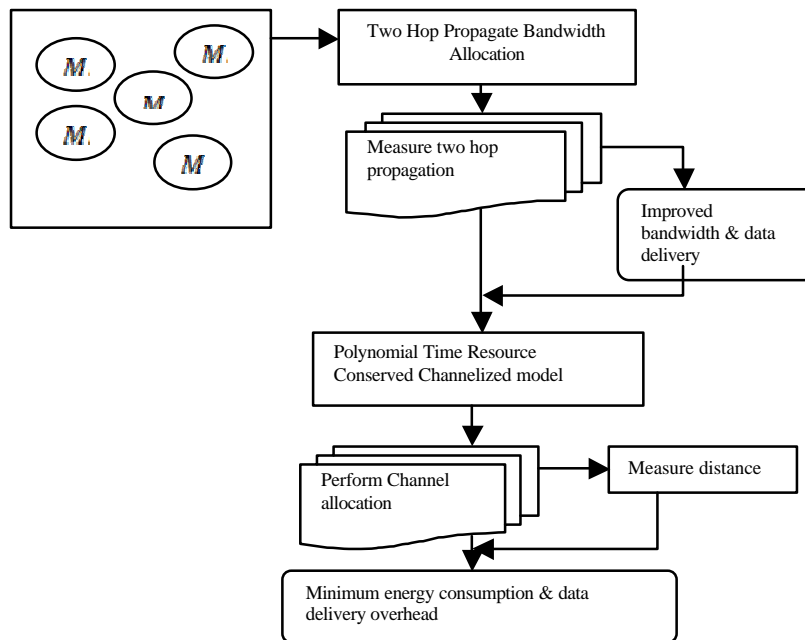 M
M
M
M
M
Two Hop Propagate Bandwidth
Allocation
Measure two hop
propagation
Improved
bandwidth & data
delivery
Polynomial Time Resource
Conserved Channelized model
Perform Channel
allocation
Measure distance
Minimum energy consumption & data
delivery overhead